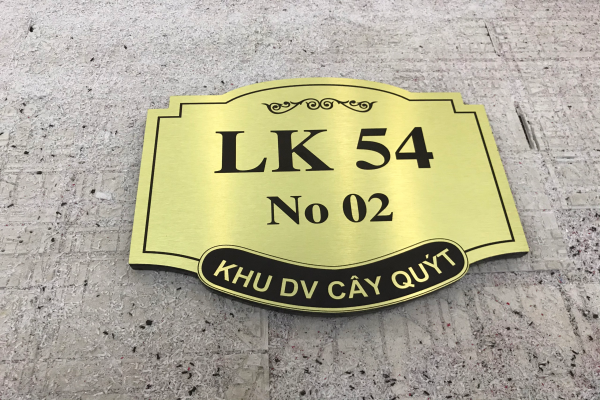 LK 54
No 02
KHU DV CÂY QUÝT